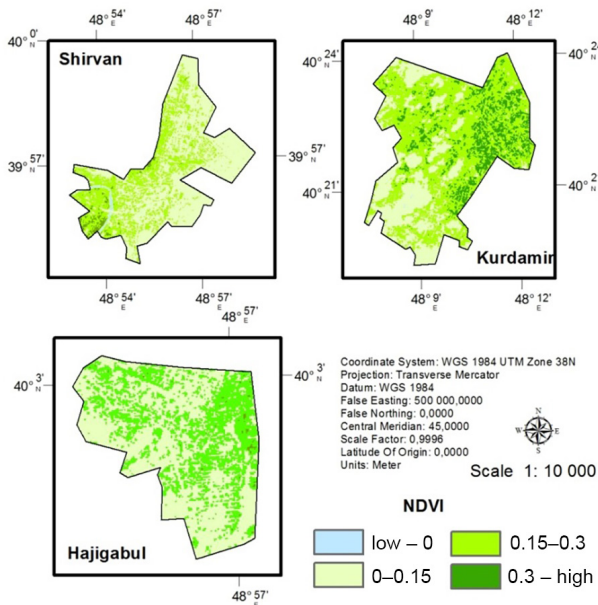 48° 54' E
48° 57' E
40° 0' N
Shirvan
39° 57' N
39° 57' N
48° 54' E
48° 57' E
48° 9' E
48° 12' E
40° 24' N
40° 24
Kurdamir
40° 21' N
40° 2
48° 9' E
48° 12' E
48° 57' E
40° 3' N
40° 3' N
Hajigabul
48° 57' E
Coordinate System: WGS 1984 UTM Zone 38N
Projection: Transverse Mercator
Datum: WGS 1984
False Easting: 500 000,0000
False Northing: 0,0000
Central Meridian: 45,0000
Scale Factor: 0,9996
Latitude Of Origin: 0,0000
Units: Meter
N
W E
S
Scale 1: 10 000
NDVI
low – 0
0.15–0.3
0–0.15
0.3 – high